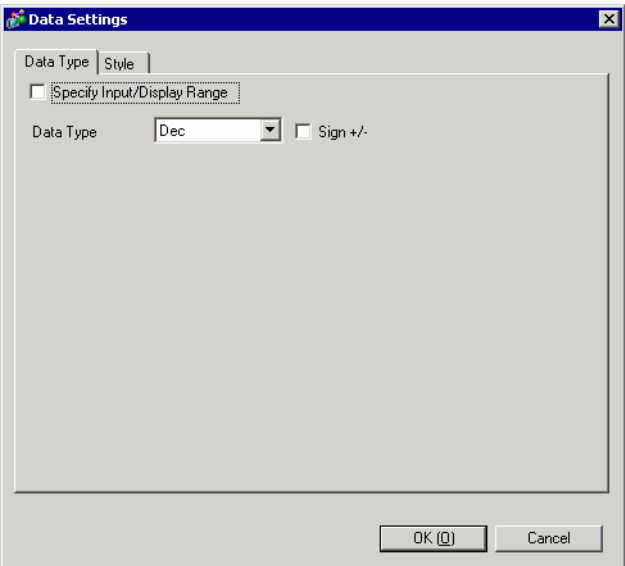 Data Settings
Data Type Style
Specify Input/Display Range
Data Type Dec Sign +/-
OK (O) Cancel